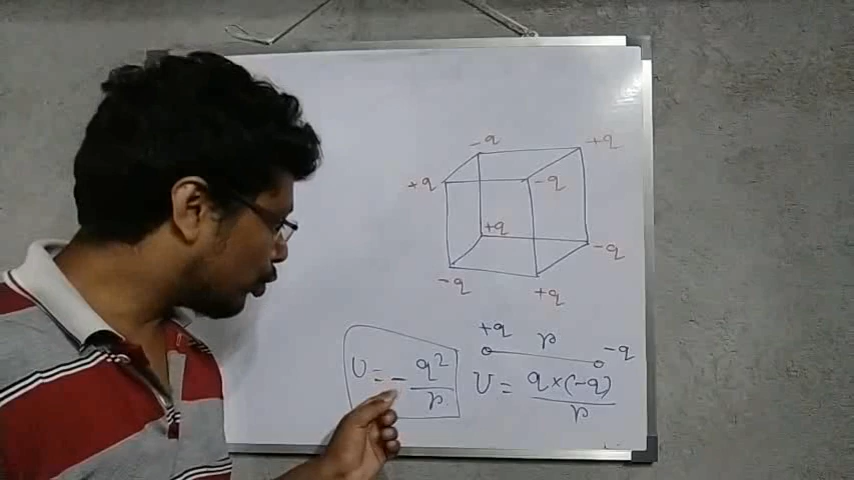 -q +q
+q -q
+q -q
-q +q
+q r -q
U = - q²/r
U = q×(-q)/r